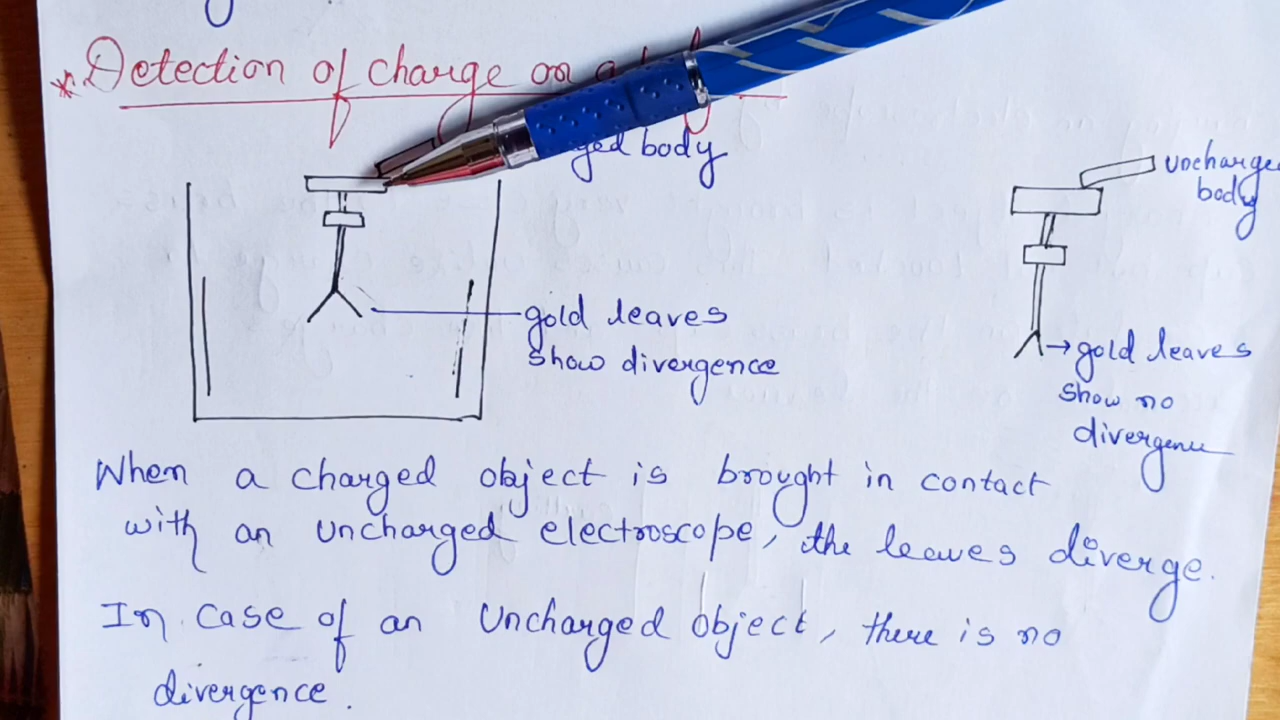 * Detection of charge on a
body
uncharge
body
gold leaves
show divergence
→gold leaves
show no
divergence
When a charged object is brought in contact
with an uncharged electroscope, the leaves diverge.
In case of an uncharged object, there is no
divergence.